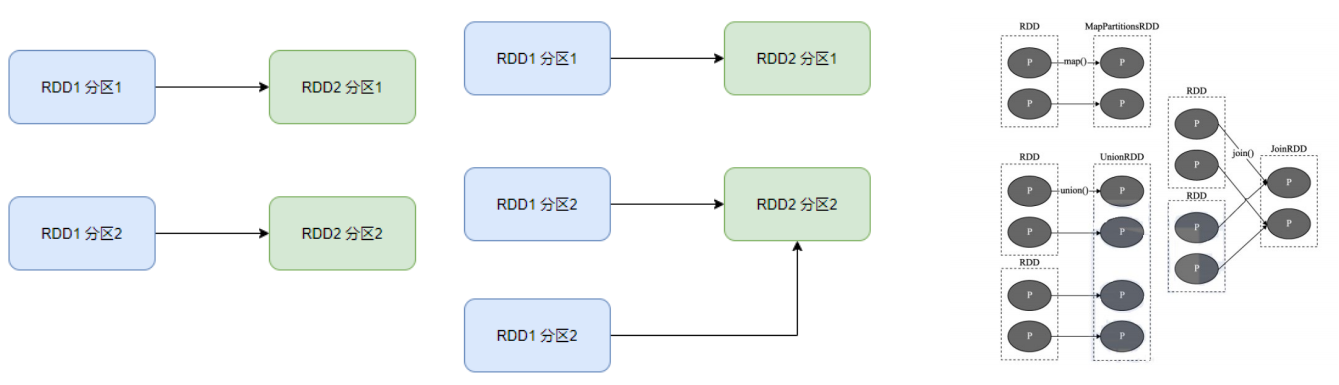 RDD1 分区1
RDD2 分区1
RDD1 分区2
RDD2 分区2
RDD1 分区1
RDD2 分区1
RDD1 分区2
RDD2 分区2
RDD1 分区2
RDD
MapPartitionsRDD
P
map()
P
P
P
RDD
UnionRDD
P
union()
P
P
P
RDD
P
P
P
P
RDD
P
P
join()
JoinRDD
P
P
RDD
P
P